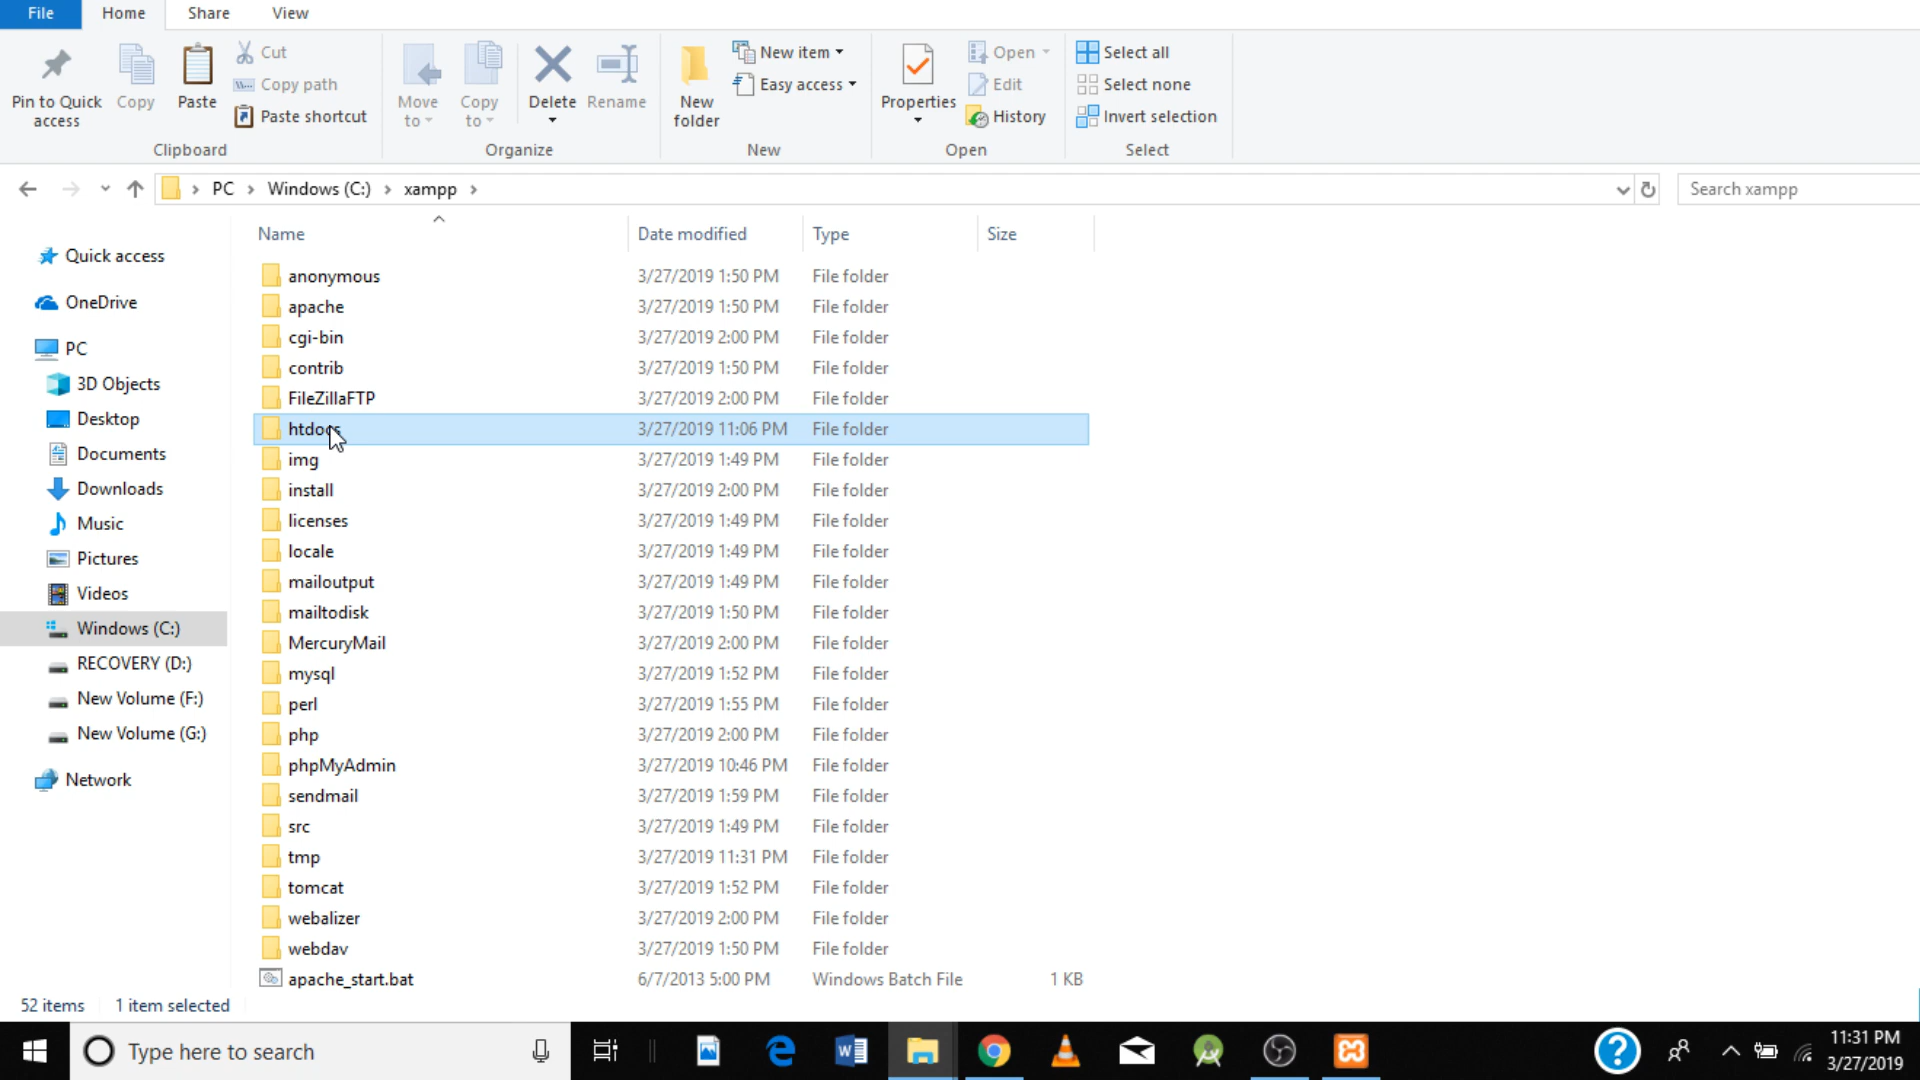 File Home Share View
Pin to Quick access
Copy
Paste
Cut
Copy path
Paste shortcut
Clipboard
Move to
Copy to
Delete
Rename
Organize
New folder
New item
Easy access
New
Properties
Open
Edit
History
Open
Select all
Select none
Invert selection
Select
PC > Windows (C:) > xampp >
Search xampp
Quick access
OneDrive
PC
3D Objects
Desktop
Documents
Downloads
Music
Pictures
Videos
Windows (C:)
RECOVERY (D:)
New Volume (F:)
New Volume (G:)
Network
Name Date modified Type Size
anonymous 3/27/2019 1:50 PM File folder
apache 3/27/2019 1:50 PM File folder
cgi-bin 3/27/2019 2:00 PM File folder
contrib 3/27/2019 1:50 PM File folder
FileZillaFTP 3/27/2019 2:00 PM File folder
htdocs 3/27/2019 11:06 PM File folder
img 3/27/2019 1:49 PM File folder
install 3/27/2019 2:00 PM File folder
licenses 3/27/2019 1:49 PM File folder
locale 3/27/2019 1:49 PM File folder
mailoutput 3/27/2019 1:49 PM File folder
mailtodisk 3/27/2019 1:50 PM File folder
MercuryMail 3/27/2019 2:00 PM File folder
mysql 3/27/2019 1:52 PM File folder
perl 3/27/2019 1:55 PM File folder
php 3/27/2019 2:00 PM File folder
phpMyAdmin 3/27/2019 10:46 PM File folder
sendmail 3/27/2019 1:59 PM File folder
src 3/27/2019 1:49 PM File folder
tmp 3/27/2019 11:31 PM File folder
tomcat 3/27/2019 1:52 PM File folder
webalizer 3/27/2019 2:00 PM File folder
webdav 3/27/2019 1:50 PM File folder
apache_start.bat 6/7/2013 5:00 PM Windows Batch File 1 KB
52 items 1 item selected
Type here to search
11:31 PM
3/27/2019